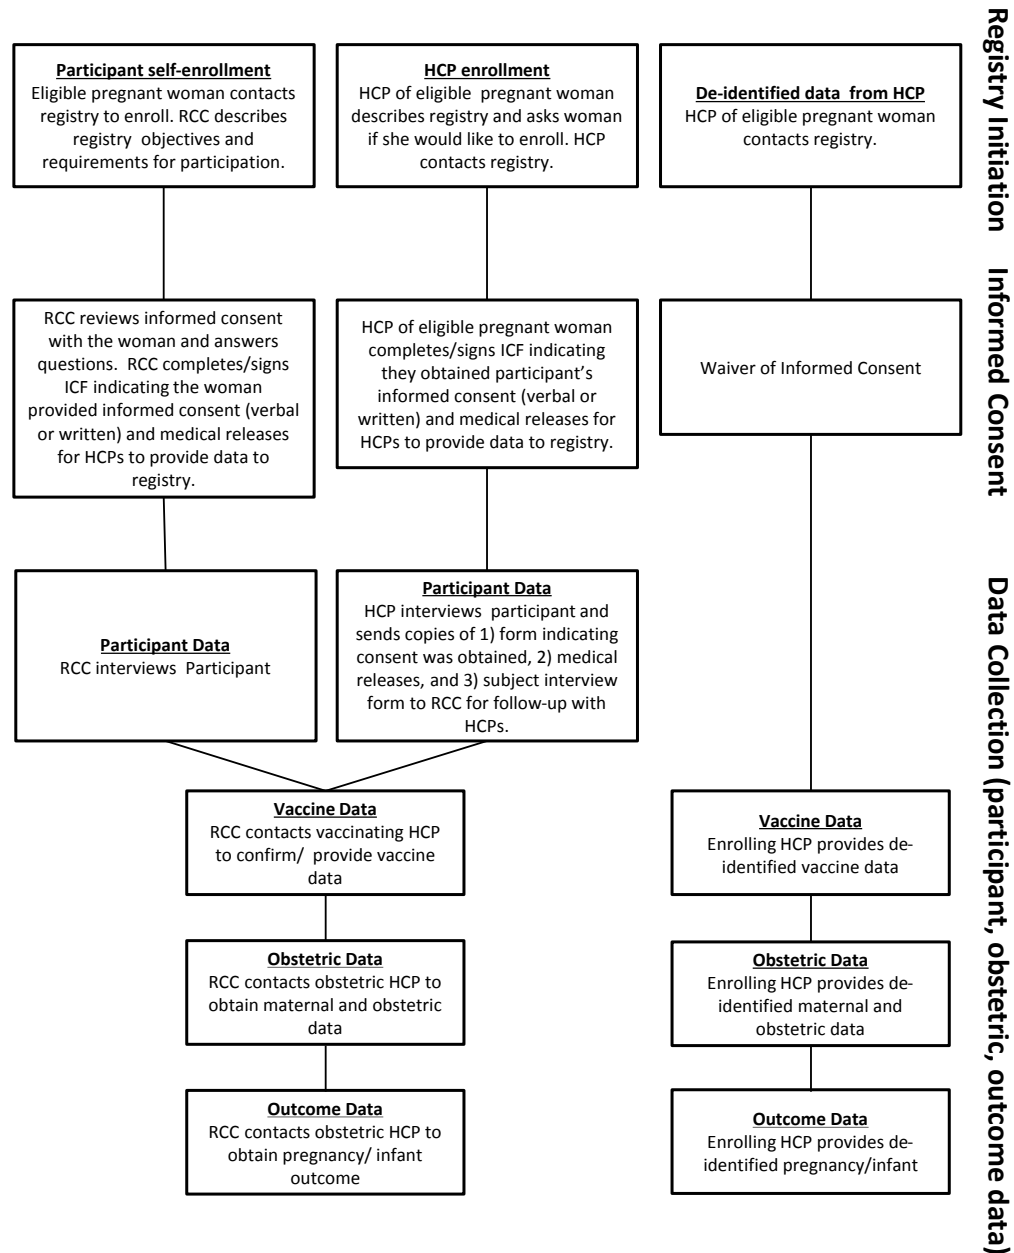 Participant self-enrollment
Eligible pregnant woman contacts
registry to enroll. RCC describes
registry  objectives and
requirements for participation.
HCP enrollment
HCP of eligible  pregnant woman
describes registry and asks woman
if she would like to enroll. HCP
contacts registry.
De-identified data  from HCP
HCP of eligible pregnant woman
contacts registry.
Registry Initiation
RCC reviews informed consent
with the woman and answers
questions.  RCC completes/signs
ICF indicating the woman
provided informed consent (verbal
or written) and medical releases
for HCPs to provide data to
registry.
HCP of eligible pregnant woman
completes/signs ICF indicating
they obtained participant’s
informed consent (verbal or
written) and medical releases for
HCPs to provide data to registry.
Waiver of Informed Consent
Informed Consent
Participant Data
RCC interviews  Participant
Participant Data
HCP interviews  participant and
sends copies of 1) form indicating
consent was obtained, 2) medical
releases, and 3) subject interview
form to RCC for follow-up with
HCPs.
Vaccine Data
RCC contacts vaccinating HCP
to confirm/  provide vaccine
data
Vaccine Data
Enrolling HCP provides de-
identified vaccine data
Obstetric Data
RCC contacts obstetric HCP to
obtain maternal and obstetric
data
Obstetric Data
Enrolling HCP provides de-
identified maternal and
obstetric data
Outcome Data
RCC contacts obstetric HCP to
obtain pregnancy/ infant
outcome
Outcome Data
Enrolling HCP provides de-
identified pregnancy/infant
Data Collection (participant, obstetric, outcome data)